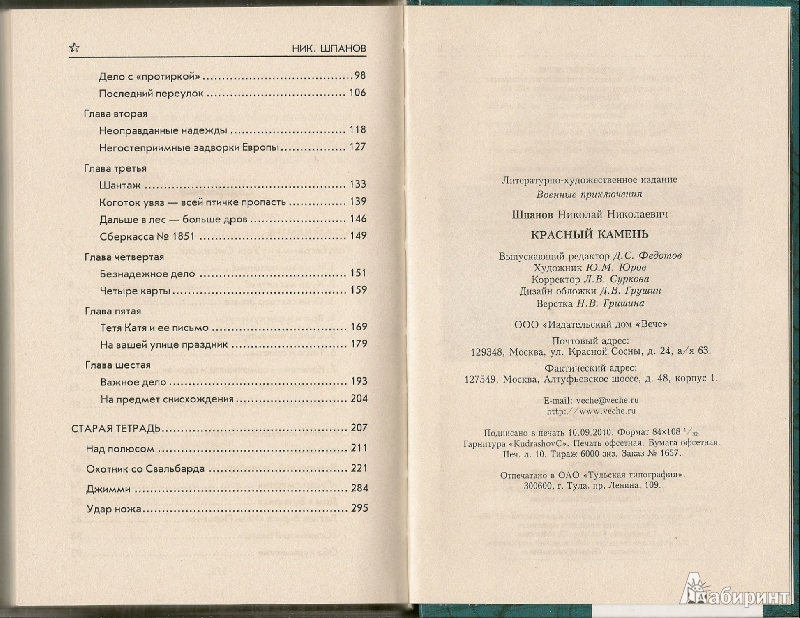 ☆ НИК. ШПАНОВ
Дело с «протиркой» 98
Последний переулок 106
Глава вторая
Неоправданные надежды 118
Негостеприимные задворки Европы 127
Глава третья
Шантаж 133
Коготок увяз — всей птичке пропасть 139
Дальше в лес — больше дров 146
Сберкасса № 1851 149
Глава четвертая
Безнадежное дело 151
Четыре карты 159
Глава пятая
Тетя Катя и ее письмо 169
На вашей улице праздник 179
Глава шестая
Важное дело 193
На предмет снисхождения 204
СТАРАЯ ТЕТРАДЬ 207
Над полюсом 211
Охотник со Свальбарда 221
Джимми 284
Удар ножа 295
Литературно-художественное издание
Военные приключения
Шпанов Николай Николаевич
КРАСНЫЙ КАМЕНЬ
Выпускающий редактор Д.С. Федотов
Художник Ю.М. Юров
Корректор Л.В. Суркова
Дизайн обложки Д.В. Грушин
Верстка Н.В. Гришина
ООО «Издательский дом «Вече»
Почтовый адрес:
129348, Москва, ул. Красной Сосны, д. 24, а/я 63.
Фактический адрес:
127549, Москва, Алтуфьевское шоссе, д. 48, корпус 1.
E-mail: veche@veche.ru
http://www.veche.ru
Подписано в печать 10.09.2010. Формат 84×108 1/32
Гарнитура «KudrashovC». Печать офсетная. Бумага офсетная.
Печ. л. 10. Тираж 6000 экз. Заказ № 1657.
Отпечатано в ОАО «Тульская типография».
300600, г. Тула, пр. Ленина, 109.
Лабиринт